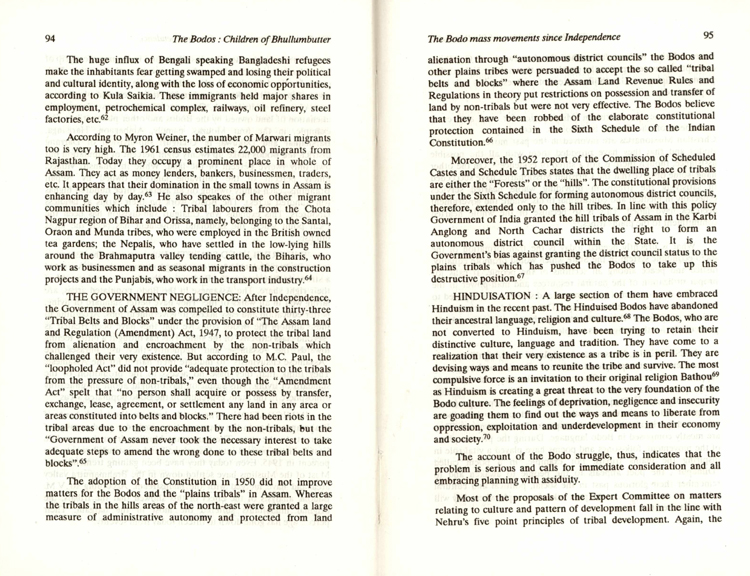 94
The Bodos : Children of Bhullumbutter
The huge influx of Bengali speaking Bangladeshi refugees
make the inhabitants fear getting swamped and losing their political
and cultural identity, along with the loss of economic opportunities,
according to Kula Saikia. These immigrants held major shares in
employment, petrochemical complex, railways, oil refinery, steel
factories, etc.62
According to Myron Weiner, the number of Marwari migrants
too is very high. The 1961 census estimates 22,000 migrants from
Rajasthan. Today they occupy a prominent place in whole of
Assam. They act as money lenders, bankers, businessmen, traders,
etc. It appears that their domination in the small towns in Assam is
enhancing day by day.63 He also speakes of the other migrant
communities which include : Tribal labourers from the Chota
Nagpur region of Bihar and Orissa, namely, belonging to the Santal,
Oraon and Munda tribes, who were employed in the British owned
tea gardens; the Nepalis, who have settled in the low-lying hills
around the Brahmaputra valley tending cattle, the Biharis, who
work as businessmen and as seasonal migrants in the construction
projects and the Punjabis, who work in the transport industry.64
THE GOVERNMENT NEGLIGENCE: After Independence,
the Government of Assam was compelled to constitute thirty-three
"Tribal Belts and Blocks" under the provision of "The Assam land
and Regulation (Amendment) Act, 1947, to protect the tribal land
from alienation and encroachment by the non-tribals which
challenged their very existence. But according to M.C. Paul, the
"loopholed Act" did not provide "adequate protection to the tribals
from the pressure of non-tribals," even though the "Amendment
Act" spelt that "no person shall acquire or possess by transfer,
exchange, lease, agreement, or settlement any land in any area or
areas constituted into belts and blocks." There had been riots in the
tribal areas due to the encroachment by the non-tribals, but the
"Government of Assam never took the necessary interest to take
adequate steps to amend the wrong done to these tribal belts and
blocks".65
The adoption of the Constitution in 1950 did not improve
matters for the Bodos and the "plains tribals" in Assam. Whereas
the tribals in the hills areas of the north-east were granted a large
measure of administrative autonomy and protected from land
The Bodo mass movements since Independence
95
alienation through "autonomous district councils" the Bodos and
other plains tribes were persuaded to accept the so called "tribal
belts and blocks" where the Assam Land Revenue Rules and
Regulations in theory put restrictions on possession and transfer of
land by non-tribals but were not very effective. The Bodos believe
that they have been robbed of the elaborate constitutional
protection contained in the Sixth Schedule of the Indian
Constitution.66
Moreover, the 1952 report of the Commission of Scheduled
Castes and Schedule Tribes states that the dwelling place of tribals
are either the "Forests" or the "hills". The constitutional provisions
under the Sixth Schedule for forming autonomous district councils,
therefore, extended only to the hill tribes. In line with this policy
Government of India granted the hill tribals of Assam in the Karbi
Anglong and North Cachar districts the right to form an
autonomous district council within the State. It is the
Government's bias against granting the district council status to the
plains tribals which has pushed the Bodos to take up this
destructive position.67
HINDUISATION : A large section of them have embraced
Hinduism in the recent past. The Hinduised Bodos have abandoned
their ancestral language, religion and culture.68 The Bodos, who are
not converted to Hinduism, have been trying to retain their
distinctive culture, language and tradition. They have come to a
realization that their very existence as a tribe is in peril. They are
devising ways and means to reunite the tribe and survive. The most
compulsive force is an invitation to their original religion Bathou69
as Hinduism is creating a great threat to the very foundation of the
Bodo culture. The feelings of deprivation, negligence and insecurity
are goading them to find out the ways and means to liberate from
oppression, exploitation and underdevelopment in their economy
and society.70
The account of the Bodo struggle, thus, indicates that the
problem is serious and calls for immediate consideration and all
embracing planning with assiduity.
Most of the proposals of the Expert Committee on matters
relating to culture and pattern of development fall in the line with
Nehru's five point principles of tribal development. Again, the